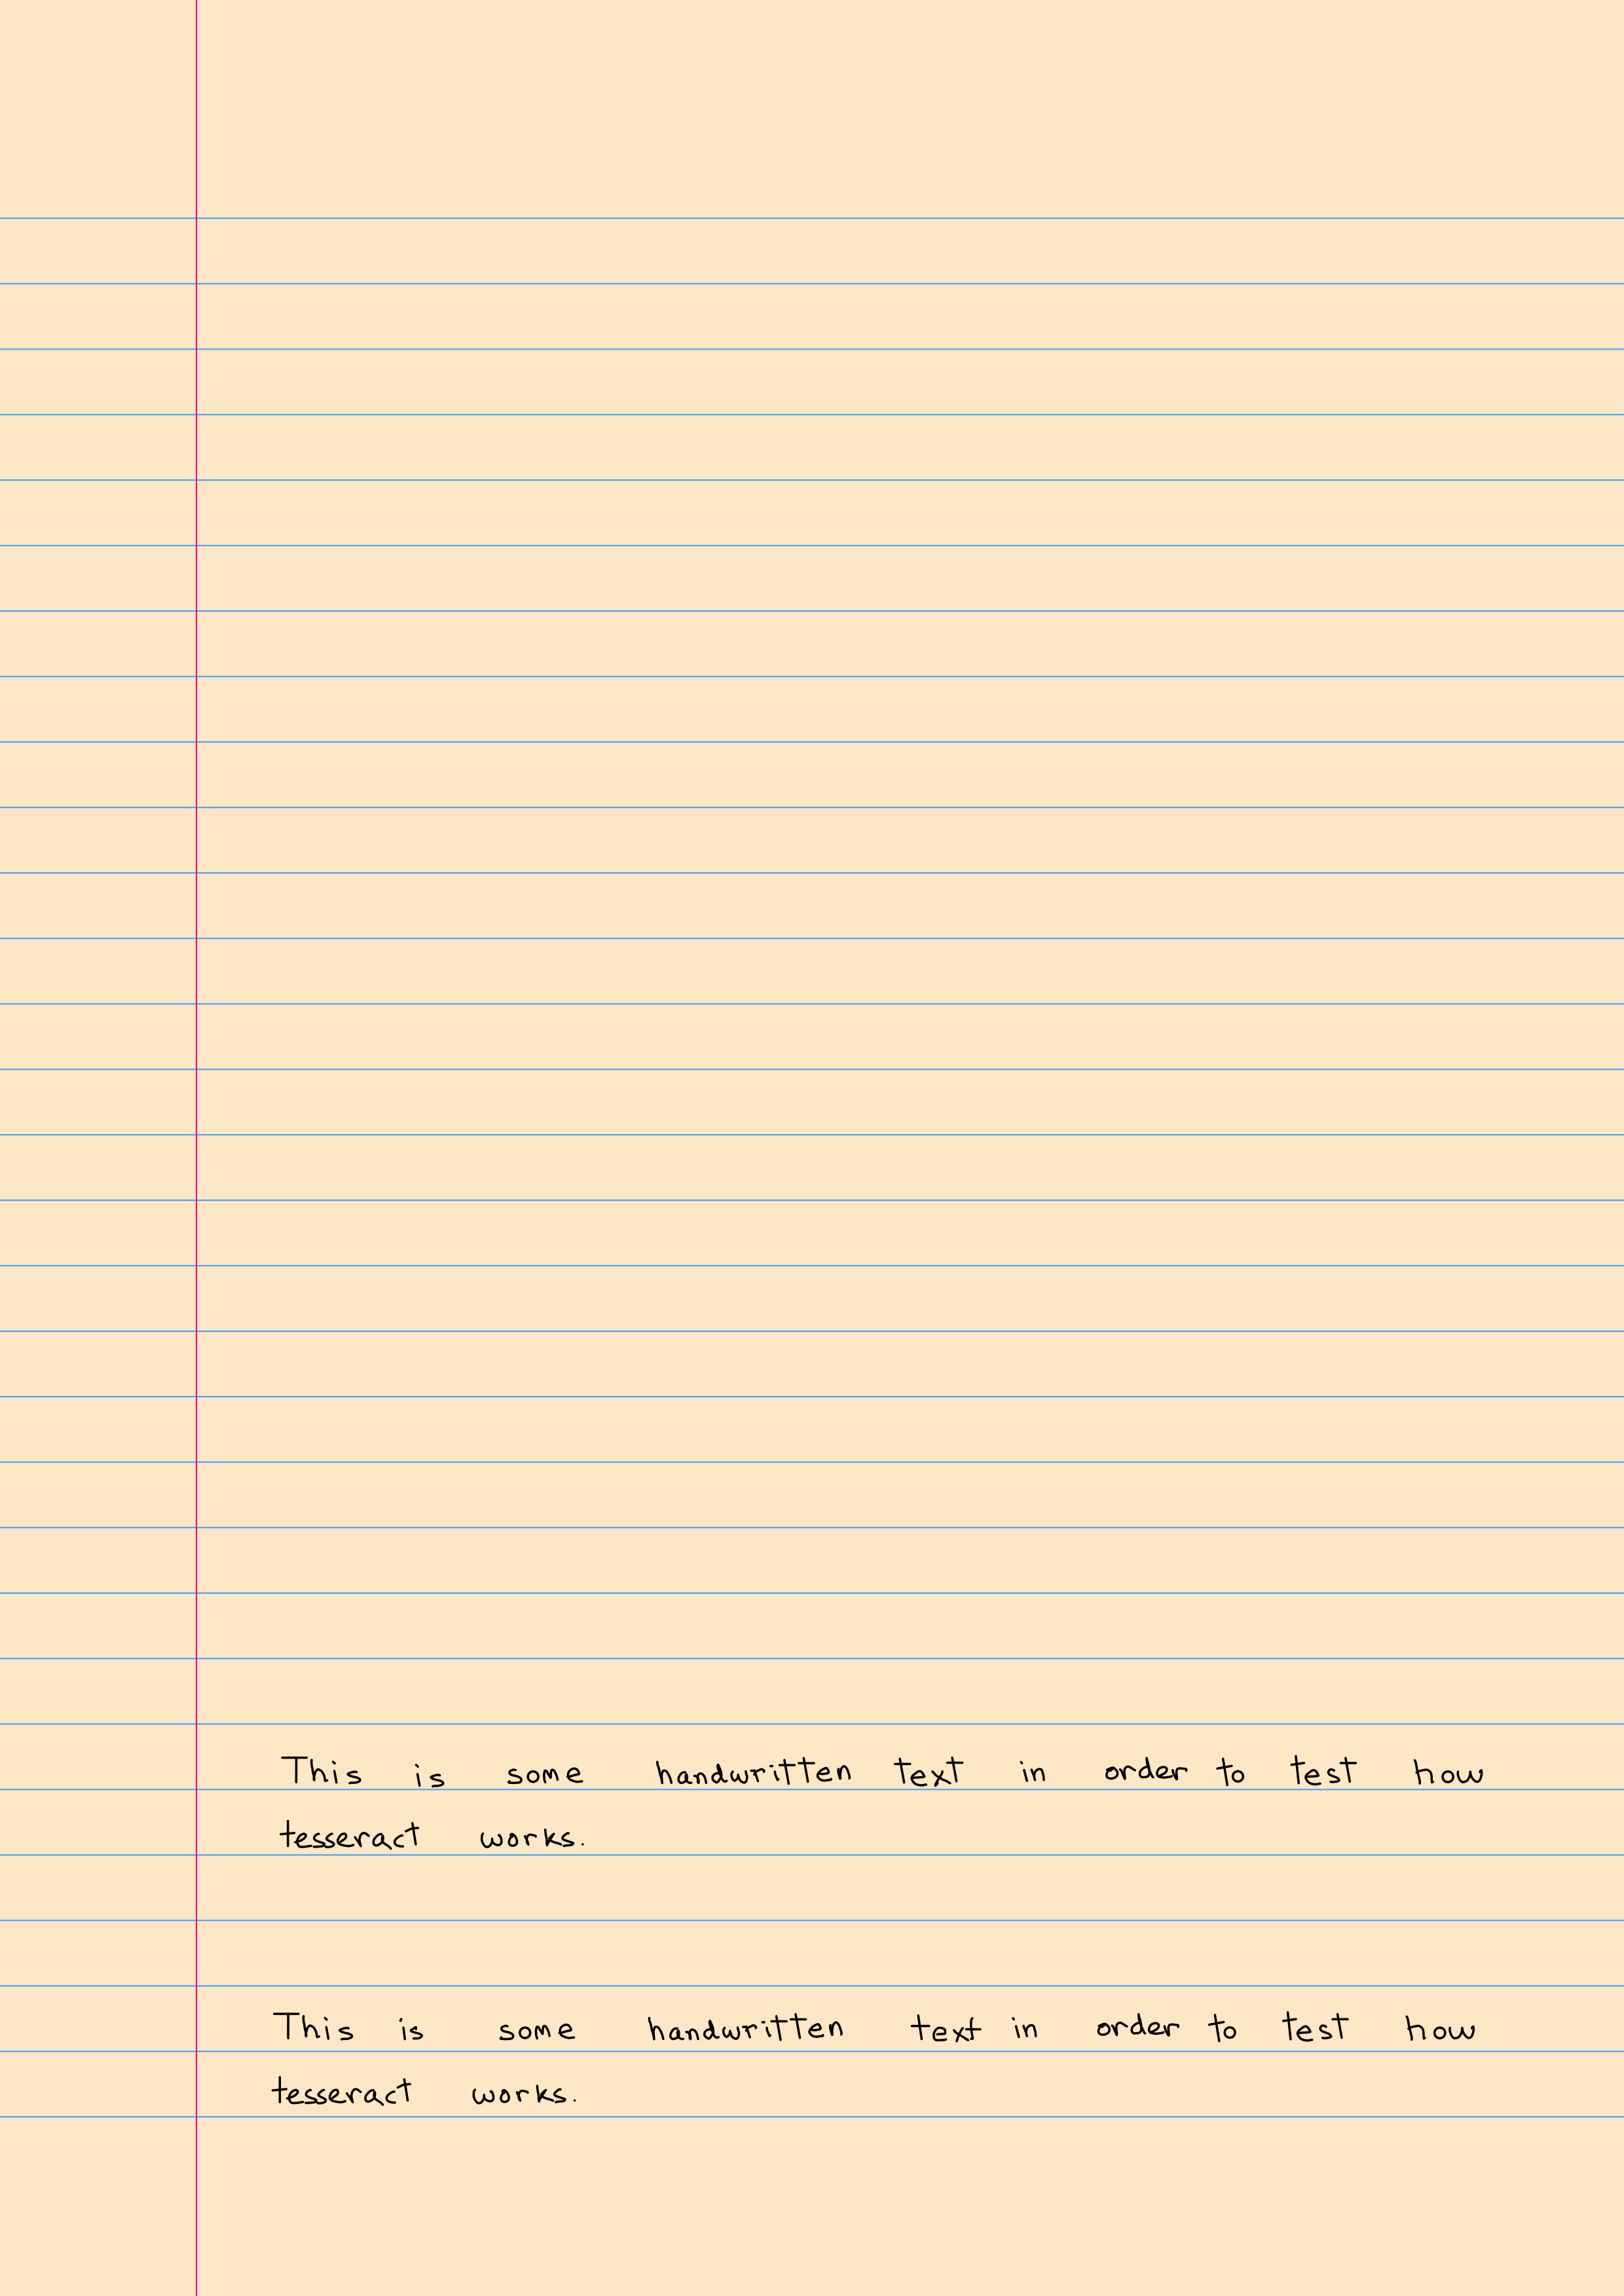 This is some handwritten text in order to test how
tesseract works.
This is some handwritten text in order to test how
tesseract works.